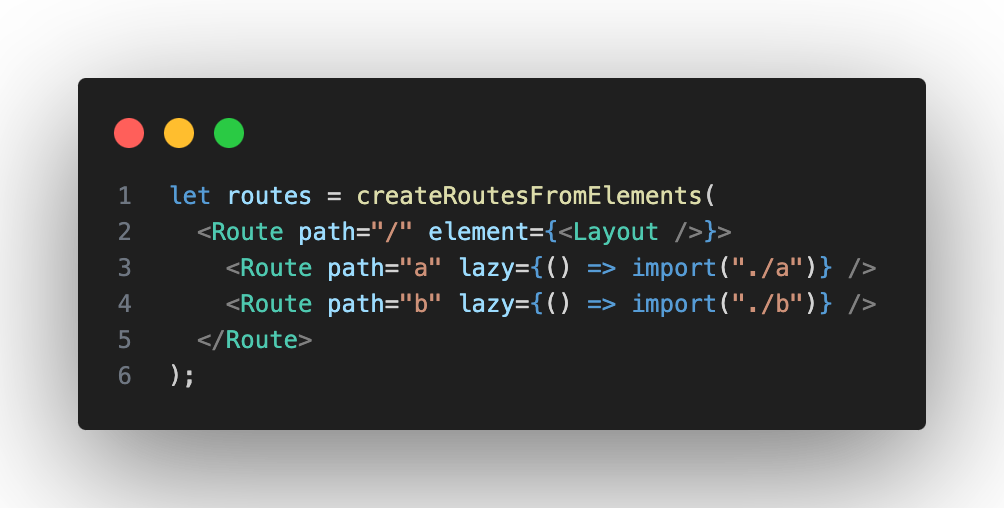 1 let routes = createRoutesFromElements(
2   <Route path="/" element={<Layout />}>
3     <Route path="a" lazy={() => import("./a")} />
4     <Route path="b" lazy={() => import("./b")} />
5   </Route>
6 );